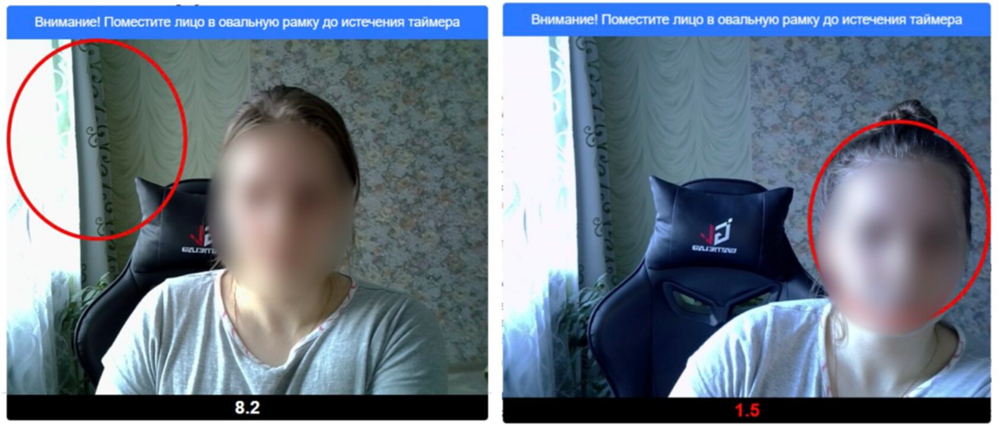 Внимание! Поместите лицо в овальную рамку до истечения таймера
8.2
Внимание! Поместите лицо в овальную рамку до истечения таймера
1.5